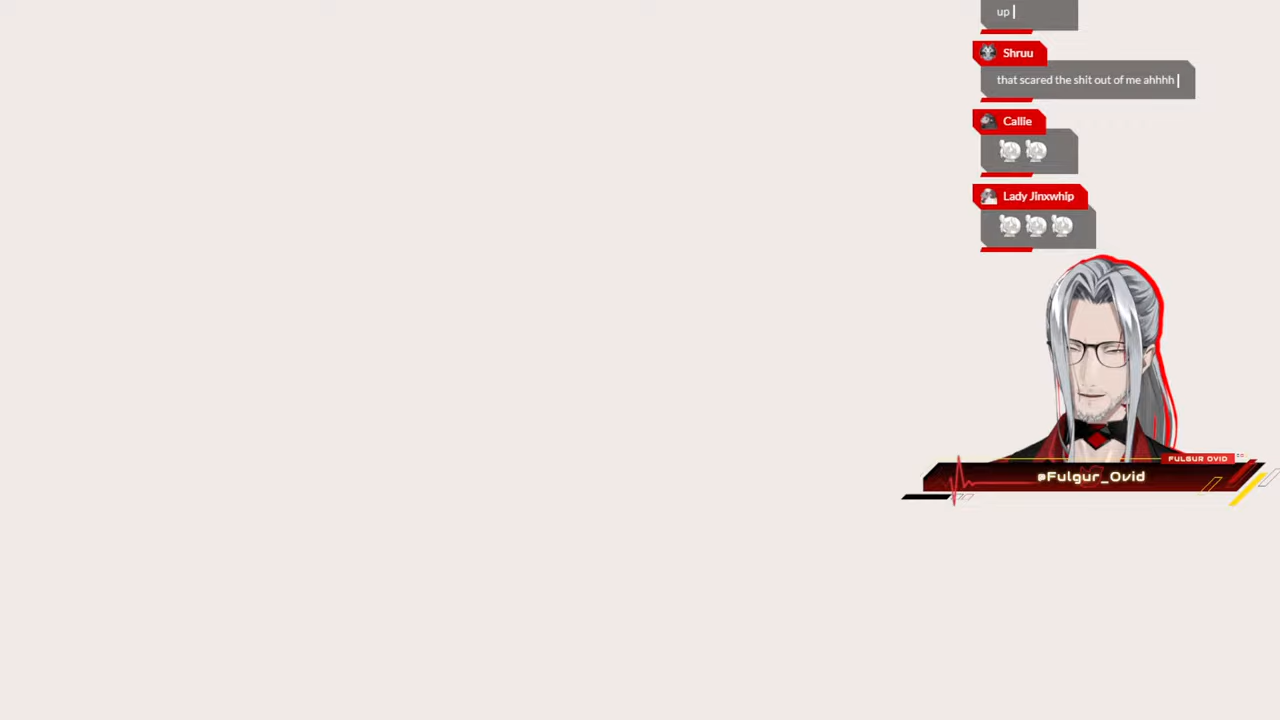 up
Shruu
that scared the shit out of me ahhhh
Callie
Lady Jinxwhip
FULGUR OVID
@Fulgur_Ovid